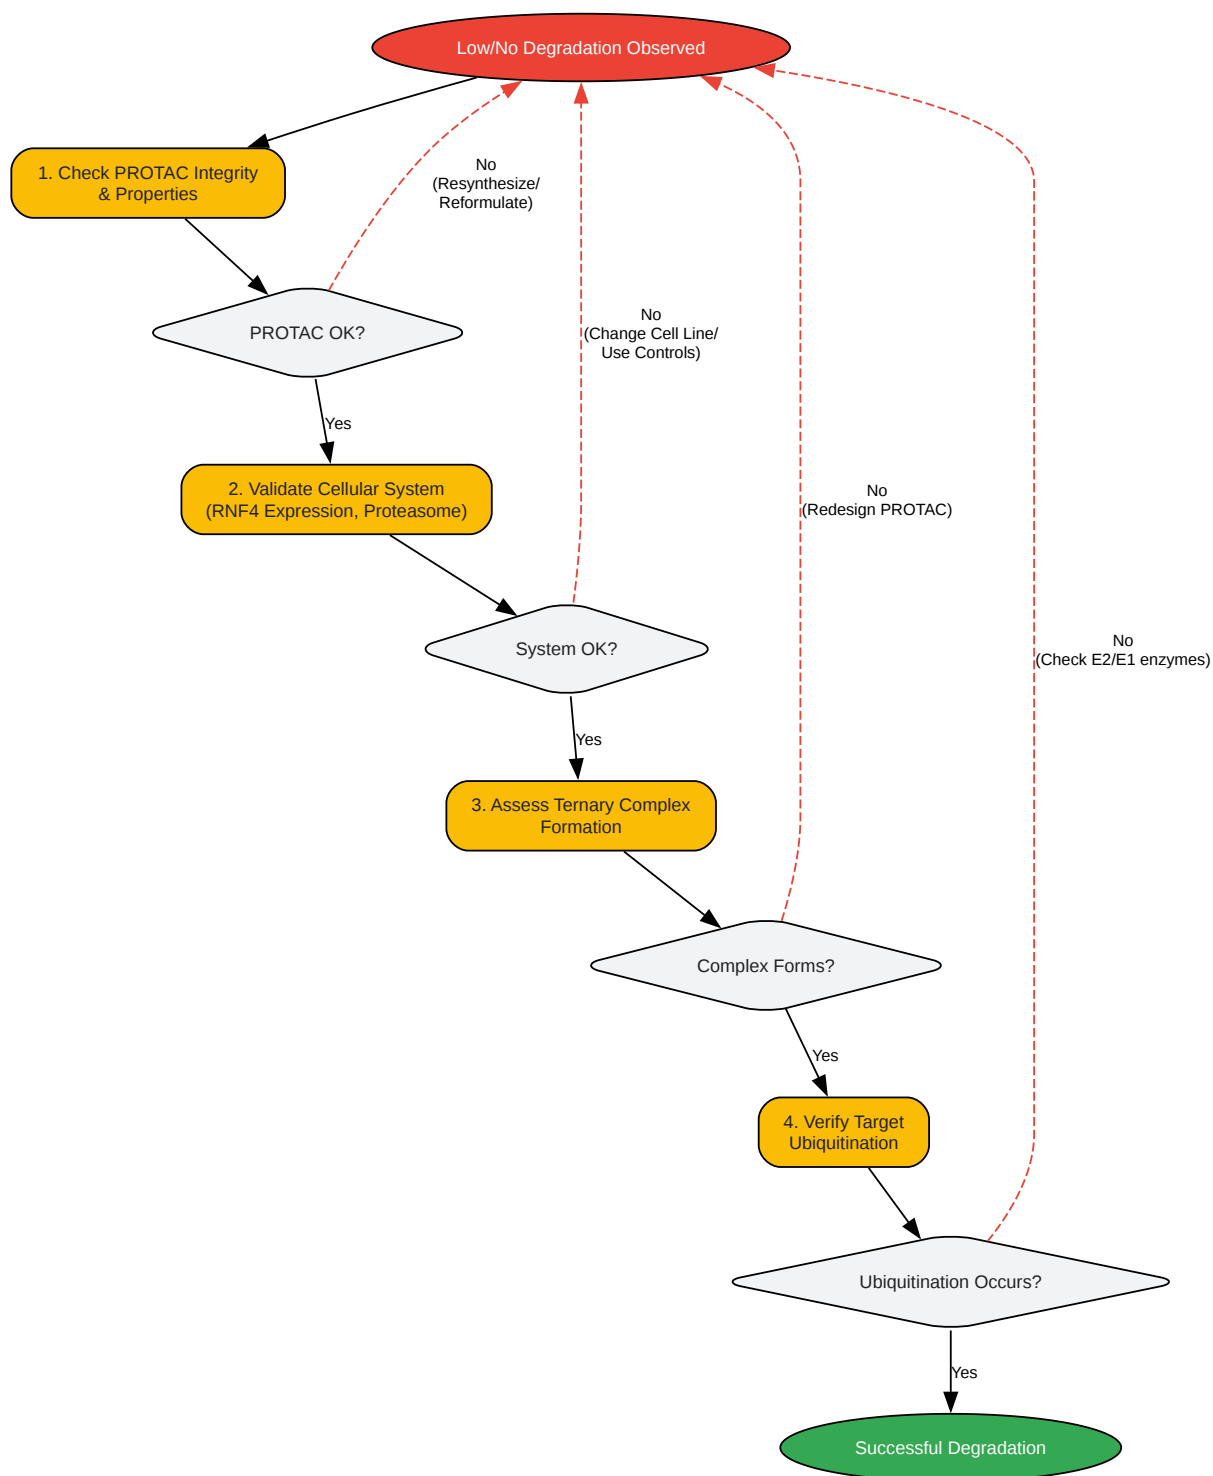 Low/No Degradation Observed
1. Check PROTAC Integrity
& Properties
No
(Resynthesize/
Reformulate)
PROTAC OK?
No
(Change Cell Line/
Use Controls)
Yes
2. Validate Cellular System
(RNF4 Expression, Proteasome)
No
(Redesign PROTAC)
System OK?
No
(Check E2/E1 enzymes)
Yes
3. Assess Ternary Complex
Formation
Complex Forms?
Yes
4. Verify Target
Ubiquitination
Ubiquitination Occurs?
Yes
Successful Degradation